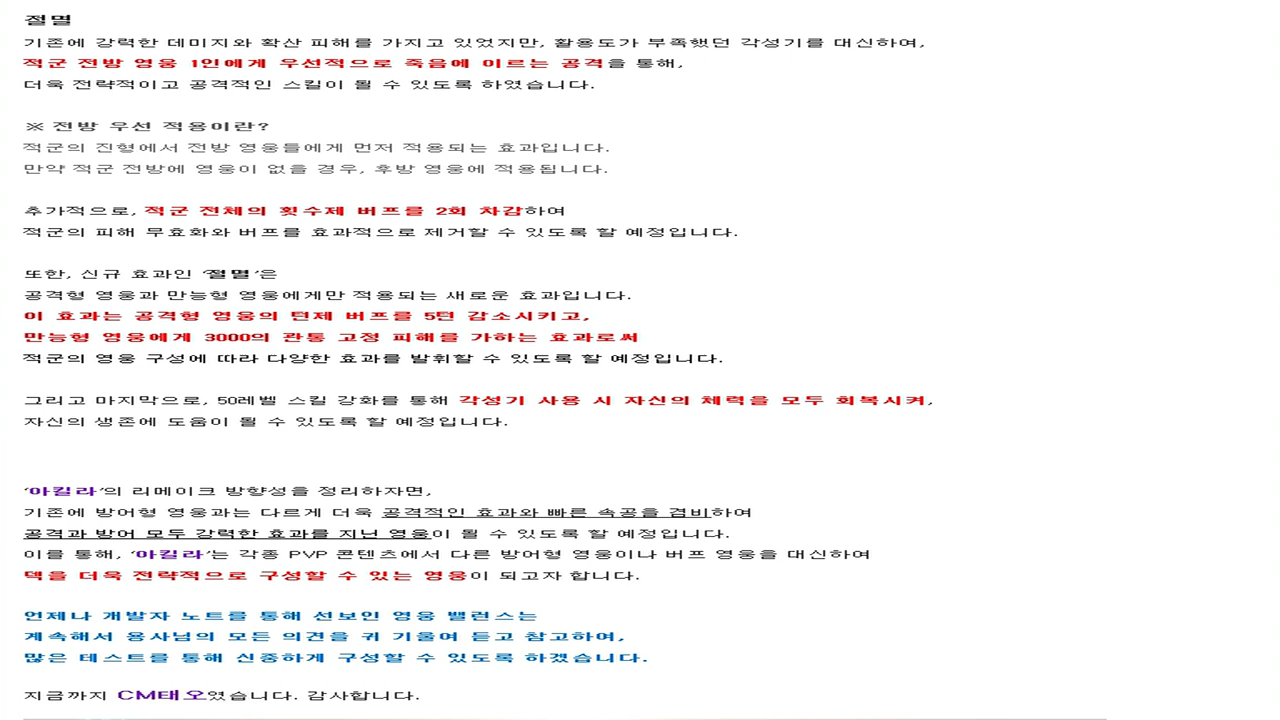 절멸
기존에 강력한 데미지와 확산 피해를 가지고 있었지만, 활용도가 부족했던 각성기를 대신하여,
적군 전방 영웅 1인에게 우선적으로 죽음에 이르는 공격을 통해,
더욱 전략적이고 공격적인 스킬이 될 수 있도록 하였습니다.
※ 전방 우선 적용이란?
적군의 진형에서 전방 영웅들에게 먼저 적용되는 효과입니다.
만약 적군 전방에 영웅이 없을 경우, 후방 영웅에 적용됩니다.
추가적으로, 적군 전체의 횟수제 버프를 2회 차감하여
적군의 피해 무효화와 버프를 효과적으로 제거할 수 있도록 할 예정입니다.
또한, 신규 효과인 '절멸'은
공격형 영웅과 만능형 영웅에게만 적용되는 새로운 효과입니다.
이 효과는 공격형 영웅의 턴제 버프를 5턴 감소시키고,
만능형 영웅에게 3000의 관통 고정 피해를 가하는 효과로써
적군의 영웅 구성에 따라 다양한 효과를 발휘할 수 있도록 할 예정입니다.
그리고 마지막으로, 50레벨 스킬 강화를 통해 각성기 사용 시 자신의 체력을 모두 회복시켜,
자신의 생존에 도움이 될 수 있도록 할 예정입니다.
'아킬라'의 리메이크 방향성을 정리하자면,
기존에 방어형 영웅과는 다르게 더욱 공격적인 효과와 빠른 속공을 겸비하여
공격과 방어 모두 강력한 효과를 지닌 영웅이 될 수 있도록 할 예정입니다.
이를 통해, '아킬라'는 각종 PVP 콘텐츠에서 다른 방어형 영웅이나 버프 영웅을 대신하여
덱을 더욱 전략적으로 구성할 수 있는 영웅이 되고자 합니다.
언제나 개발자 노트를 통해 선보인 영웅 밸런스는
계속해서 용사님의 모든 의견을 귀 기울여 듣고 참고하여,
많은 테스트를 통해 신중하게 구성할 수 있도록 하겠습니다.
지금까지 CM태오였습니다. 감사합니다.